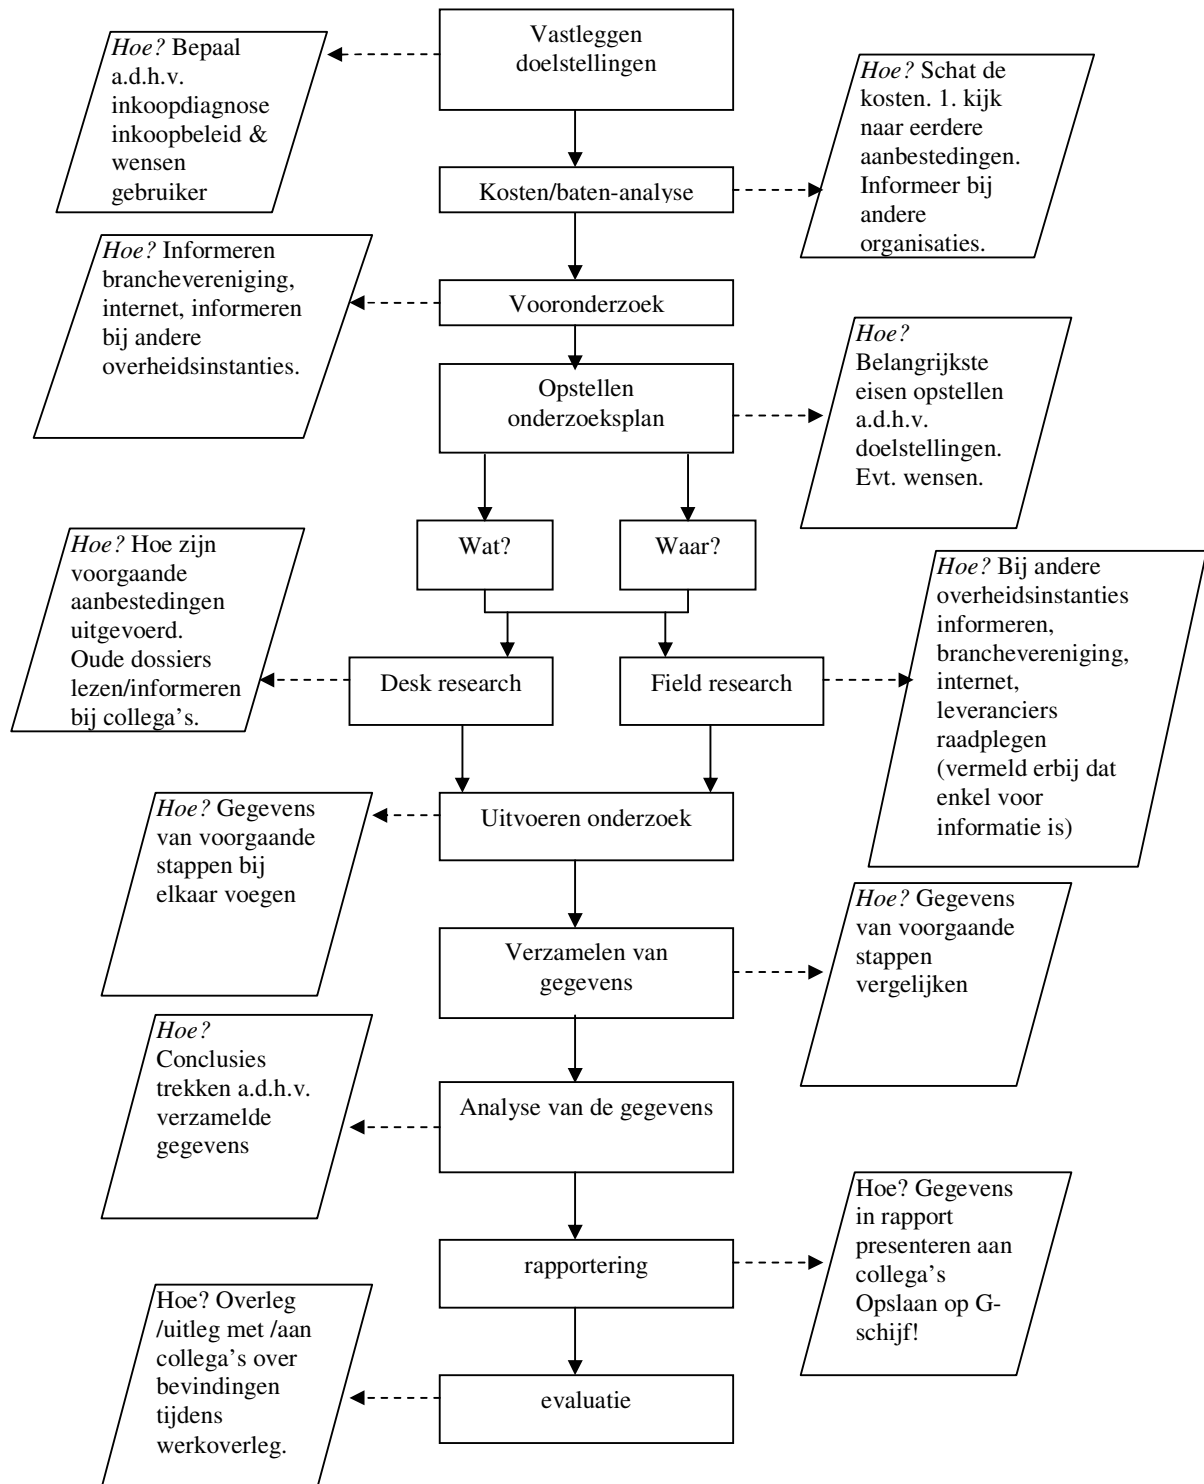 Vastleggen
doelstellingen
Hoe? Bepaal
a.d.h.v.
inkoopdiagnose
inkoopbeleid &
wensen
gebruiker
Kosten/baten-analyse
Hoe? Schat de
kosten. 1. kijk
naar eerdere
aanbestedingen.
Informeer bij
andere
organisaties.
Vooronderzoek
Hoe? Informeren
branchevereniging,
internet, informeren
bij andere
overheidsinstanties.
Opstellen
onderzoeksplan
Hoe?
Belangrijkste
eisen opstellen
a.d.h.v.
doelstellingen.
Evt. wensen.
Wat?
Waar?
Desk research
Hoe? Hoe zijn
voorgaande
aanbestedingen
uitgevoerd.
Oude dossiers
lezen/informeren
bij collega's.
Field research
Hoe? Bij andere
overheidsinstanties
informeren,
branchevereniging,
internet,
leveranciers
raadplegen
(vermeld erbij dat
enkel voor
informatie is)
Uitvoeren onderzoek
Hoe? Gegevens
van voorgaande
stappen bij
elkaar voegen
Verzamelen van
gegevens
Hoe? Gegevens
van voorgaande
stappen
vergelijken
Analyse van de gegevens
Hoe?
Conclusies
trekken a.d.h.v.
verzamelde
gegevens
rapportering
Hoe? Gegevens
in rapport
presenteren aan
collega's
Opslaan op G-
schijf!
evaluatie
Hoe? Overleg
/uitleg met /aan
collega's over
bevindingen
tijdens
werkoverleg.